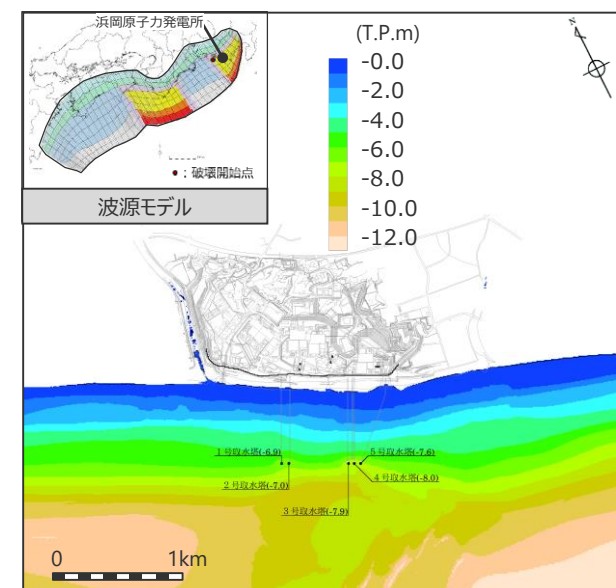 浜岡原子力発電所
●：破壊開始点
波源モデル
(T.P.m)
-0.0
-2.0
-4.0
-6.0
-8.0
-10.0
-12.0
N
1号取水塔(-6.9)
5号取水塔(-7.6)
2号取水塔(-7.0)
4号取水塔(-8.0)
3号取水塔(-7.9)
0 1km